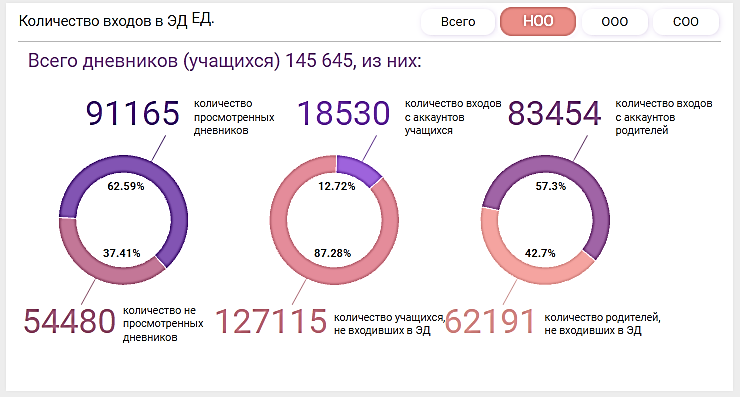 Количество входов в ЭД ЕД.
Всего
НОО
ООО
СОО
Всего дневников (учащихся) 145 645, из них:
91165
количество
просмотренных
дневников
18530
количество входов
с аккаунтов
учащихся
83454
количество входов
с аккаунтов
родителей
62.59%
37.41%
12.72%
87.28%
57.3%
42.7%
54480
количество не
просмотренных
дневников
127115
количество учащихся,
не входивших в ЭД
62191
количество родителей,
не входивших в ЭД